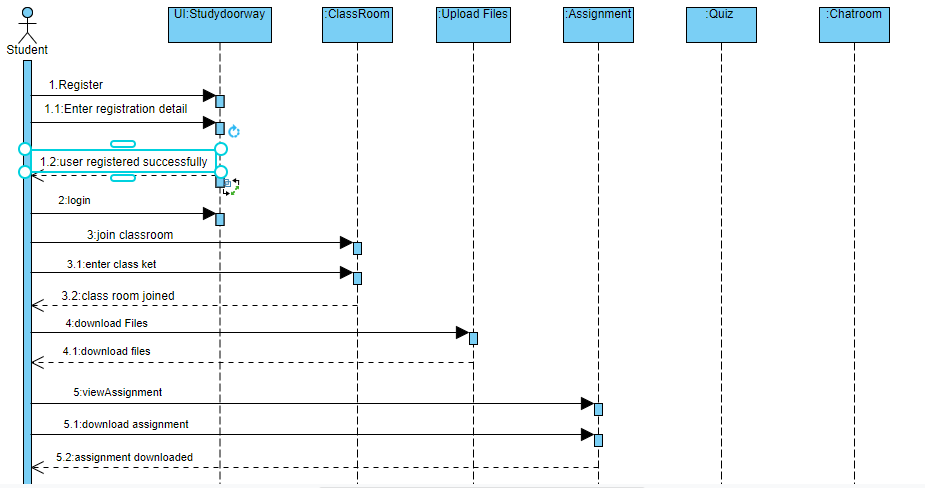 UI:Studydoorway
:ClassRoom
:Upload Files
:Assignment
:Quiz
:Chatroom
Student
1.Register
1.1:Enter registration detail
1.2:user registered successfully
2:login
3:join classroom
3.1:enter class ket
3.2:class room joined
4:download Files
4.1:download files
5:viewAssignment
5.1:download assignment
5.2:assignment downloaded